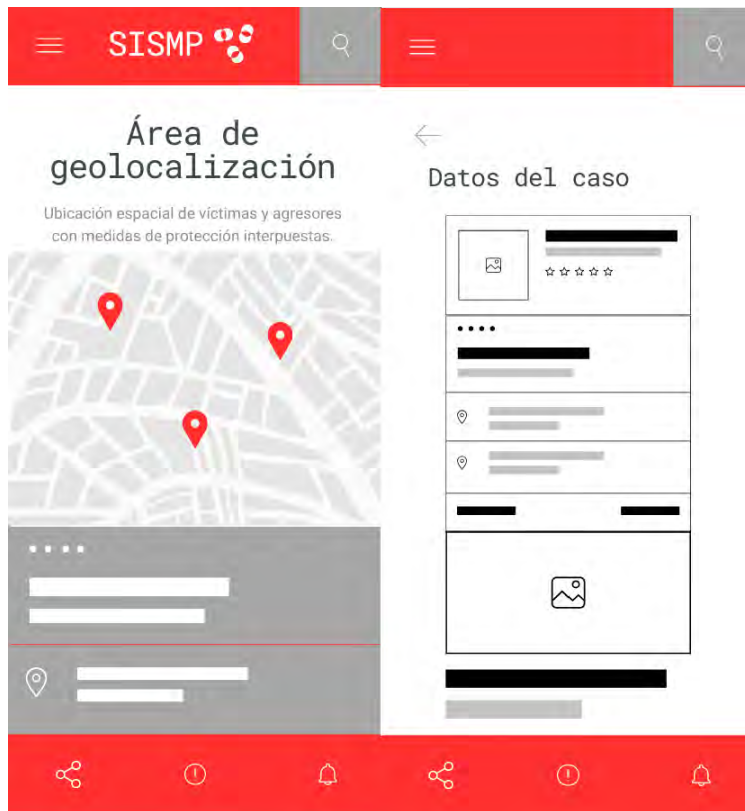 SISMP
Área de
geolocalización
Ubicación espacial de víctimas y agresores
con medidas de protección interpuestas.
Datos del caso